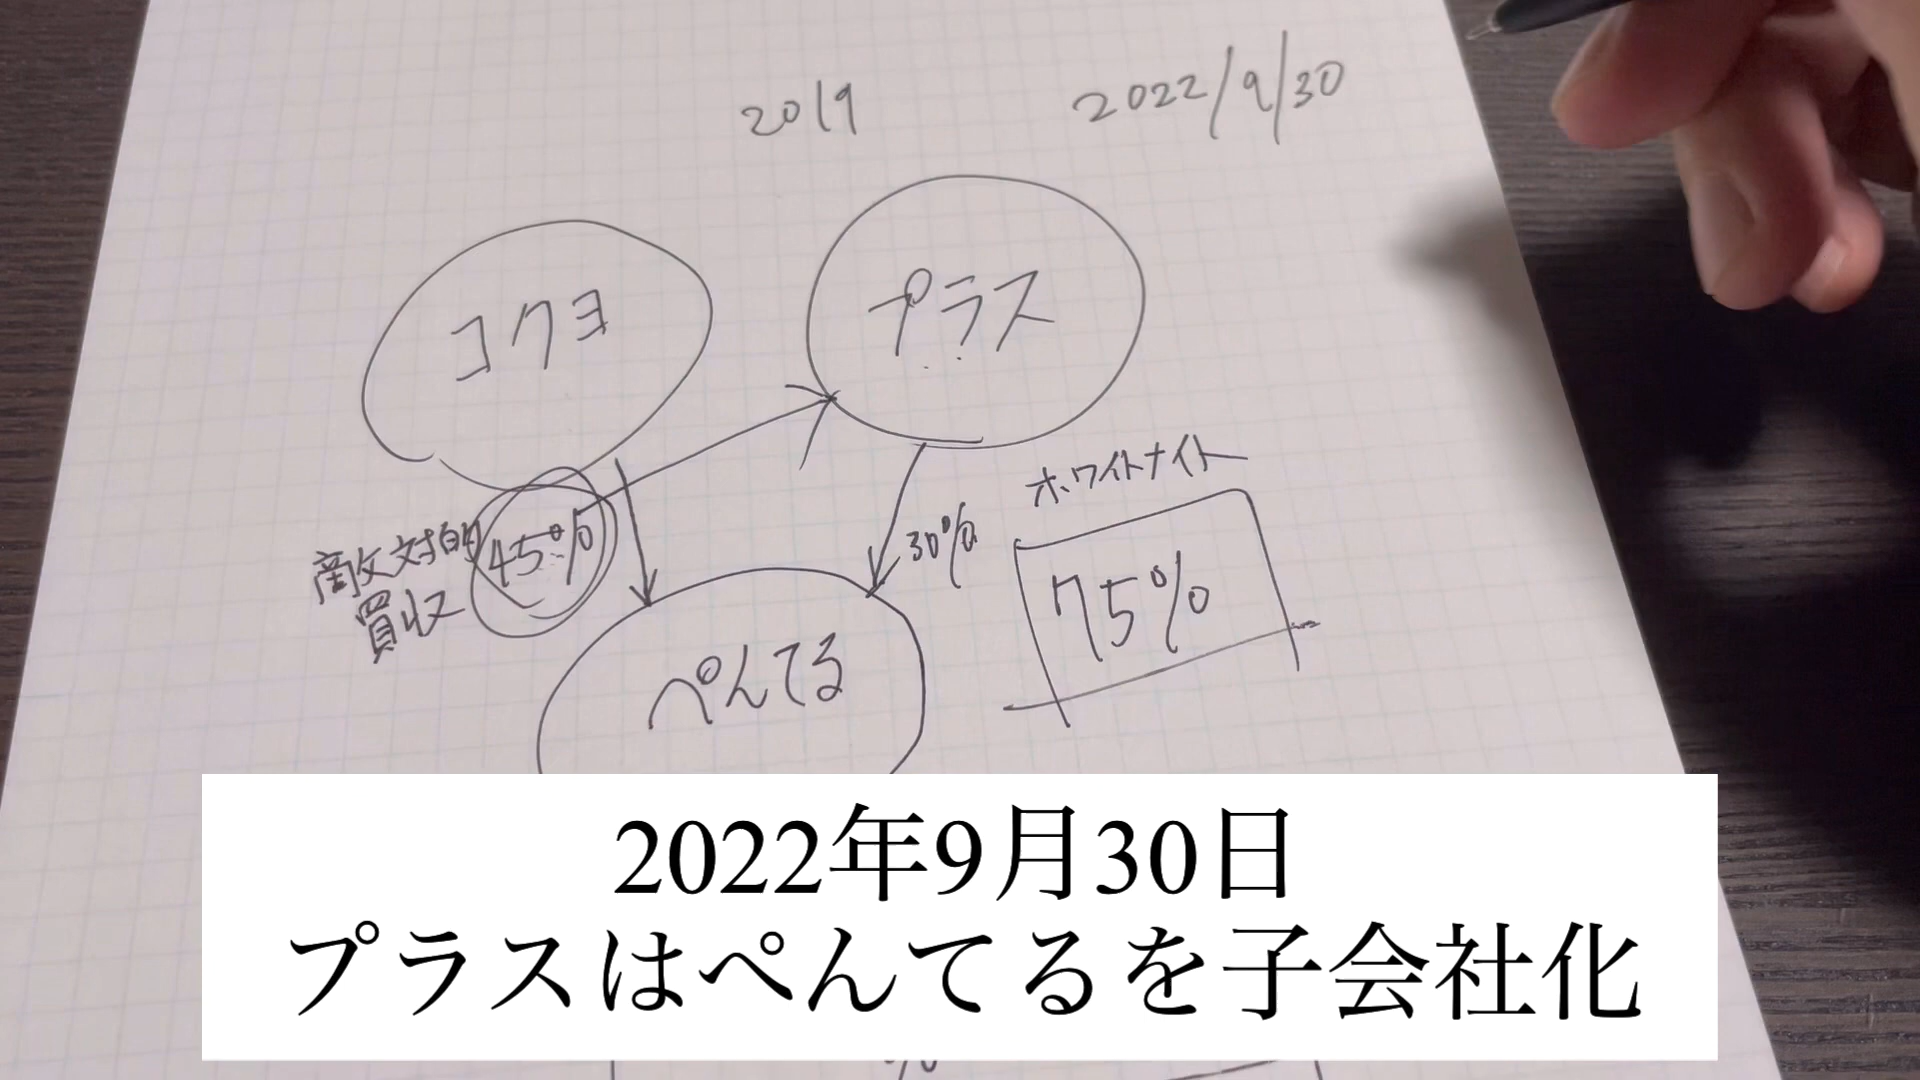 2019
2022/9/30
コクヨ
プラス
ホワイトナイト
敵対的
買収
45%
30%
75%
ぺんてる
2022年9月30日
プラスはぺんてるを子会社化